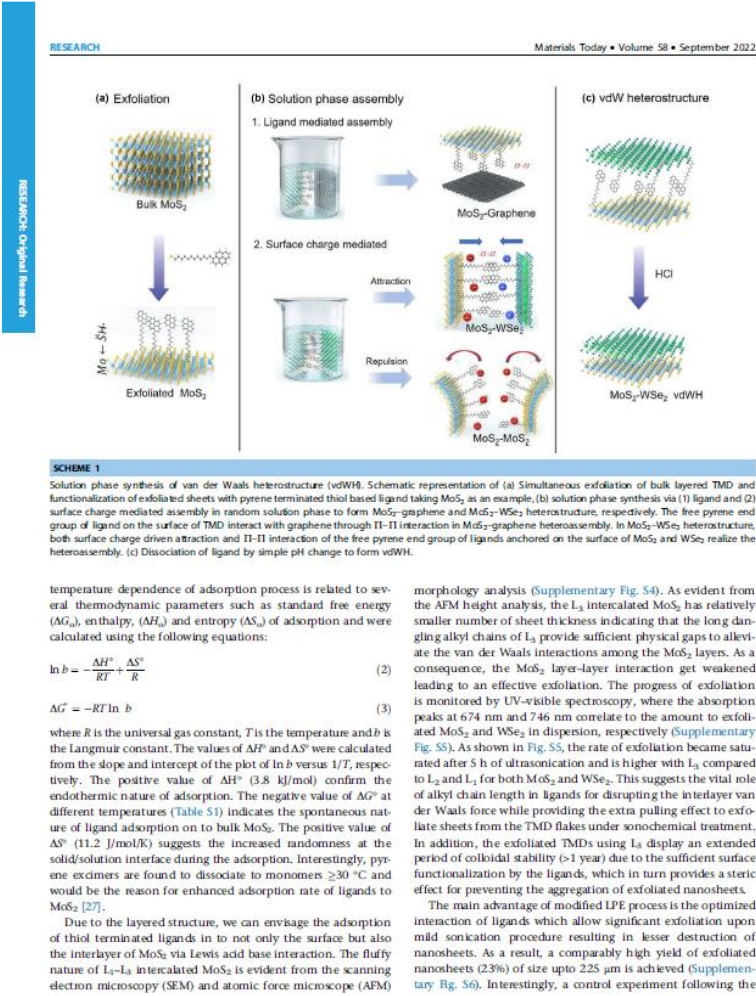 RESEARCH
Materials Today • Volume 58 • September 2022
RESEARCH: Original Research
(a) Exfoliation
Bulk MoS2
Mo ← S̈H-
Exfoliated MoS2
(b) Solution phase assembly
1. Ligand mediated assembly
Π-Π
MoS2-Graphene
2. Surface charge mediated
Attraction
Π-Π
MoS2-WSe2
Repulsion
MoS2-MoS2
(c) vdW heterostructure
HCl
MoS2-WSe2 vdWH
SCHEME 1
Solution phase synthesis of van der Waals heterostructure (vdWH). Schematic representation of (a) Simultaneous exfoliation of bulk layered TMD and
functionalization of exfoliated sheets with pyrene terminated thiol based ligand taking MoS2 as an example, (b) solution phase synthesis via (1) ligand and (2)
surface charge mediated assembly in random solution phase to form MoS2-graphene and MoS2-WSe2 heterostructure, respectively. The free pyrene end
group of ligand on the surface of TMD interact with graphene through Π-Π interaction in MoS2-graphene heteroassembly. In MoS2-WSe2 heterostructure,
both surface charge driven attraction and Π-Π interaction of the free pyrene end group of ligands anchored on the surface of MoS2 and WSe2 realize the
heteroassembly. (c) Dissociation of ligand by simple pH change to form vdWH.
temperature dependence of adsorption process is related to sev-
eral thermodynamic parameters such as standard free energy
(ΔGα), enthalpy, (ΔHα) and entropy (ΔSα) of adsorption and were
calculated using the following equations:
ln b = − ΔH°/RT + ΔS°/R (2)
ΔG° = −RT ln b (3)
where R is the universal gas constant, T is the temperature and b is
the Langmuir constant. The values of ΔH° and ΔS° were calculated
from the slope and intercept of the plot of ln b versus 1/T, respec-
tively. The positive value of ΔH° (3.8 kJ/mol) confirm the
endothermic nature of adsorption. The negative value of ΔG° at
different temperatures (Table S1) indicates the spontaneous nat-
ure of ligand adsorption on to bulk MoS2. The positive value of
ΔS° (11.2 J/mol/K) suggests the increased randomness at the
solid/solution interface during the adsorption. Interestingly, pyr-
ene excimers are found to dissociate to monomers ≥30 °C and
would be the reason for enhanced adsorption rate of ligands to
MoS2 [27].
Due to the layered structure, we can envisage the adsorption
of thiol terminated ligands in to not only the surface but also
the interlayer of MoS2 via Lewis acid base interaction. The fluffy
nature of L1–L3 intercalated MoS2 is evident from the scanning
electron microscopy (SEM) and atomic force microscope (AFM)
morphology analysis (Supplementary Fig. S4). As evident from
the AFM height analysis, the L3 intercalated MoS2 has relatively
smaller number of sheet thickness indicating that the long dan-
gling alkyl chains of L3 provide sufficient physical gaps to allevi-
ate the van der Waals interactions among the MoS2 layers. As a
consequence, the MoS2 layer–layer interaction get weakened
leading to an effective exfoliation. The progress of exfoliation
is monitored by UV–visible spectroscopy, where the absorption
peaks at 674 nm and 746 nm correlate to the amount to exfoli-
ated MoS2 and WSe2 in dispersion, respectively (Supplementary
Fig. S5). As shown in Fig. S5, the rate of exfoliation became satu-
rated after 5 h of ultrasonication and is higher with L3 compared
to L2 and L1 for both MoS2 and WSe2. This suggests the vital role
of alkyl chain length in ligands for disrupting the interlayer van
der Waals force while providing the extra pulling effect to exfo-
liate sheets from the TMD flakes under sonochemical treatment.
In addition, the exfoliated TMDs using L3 display an extended
period of colloidal stability (>1 year) due to the sufficient surface
functionalization by the ligands, which in turn provides a steric
effect for preventing the aggregation of exfoliated nanosheets.
The main advantage of modified LPE process is the optimized
interaction of ligands which allow significant exfoliation upon
mild sonication procedure resulting in lesser destruction of
nanosheets. As a result, a comparably high yield of exfoliated
nanosheets (23%) of size upto 225 μm is achieved (Supplemen-
tary Fig. S6). Interestingly, a control experiment following the